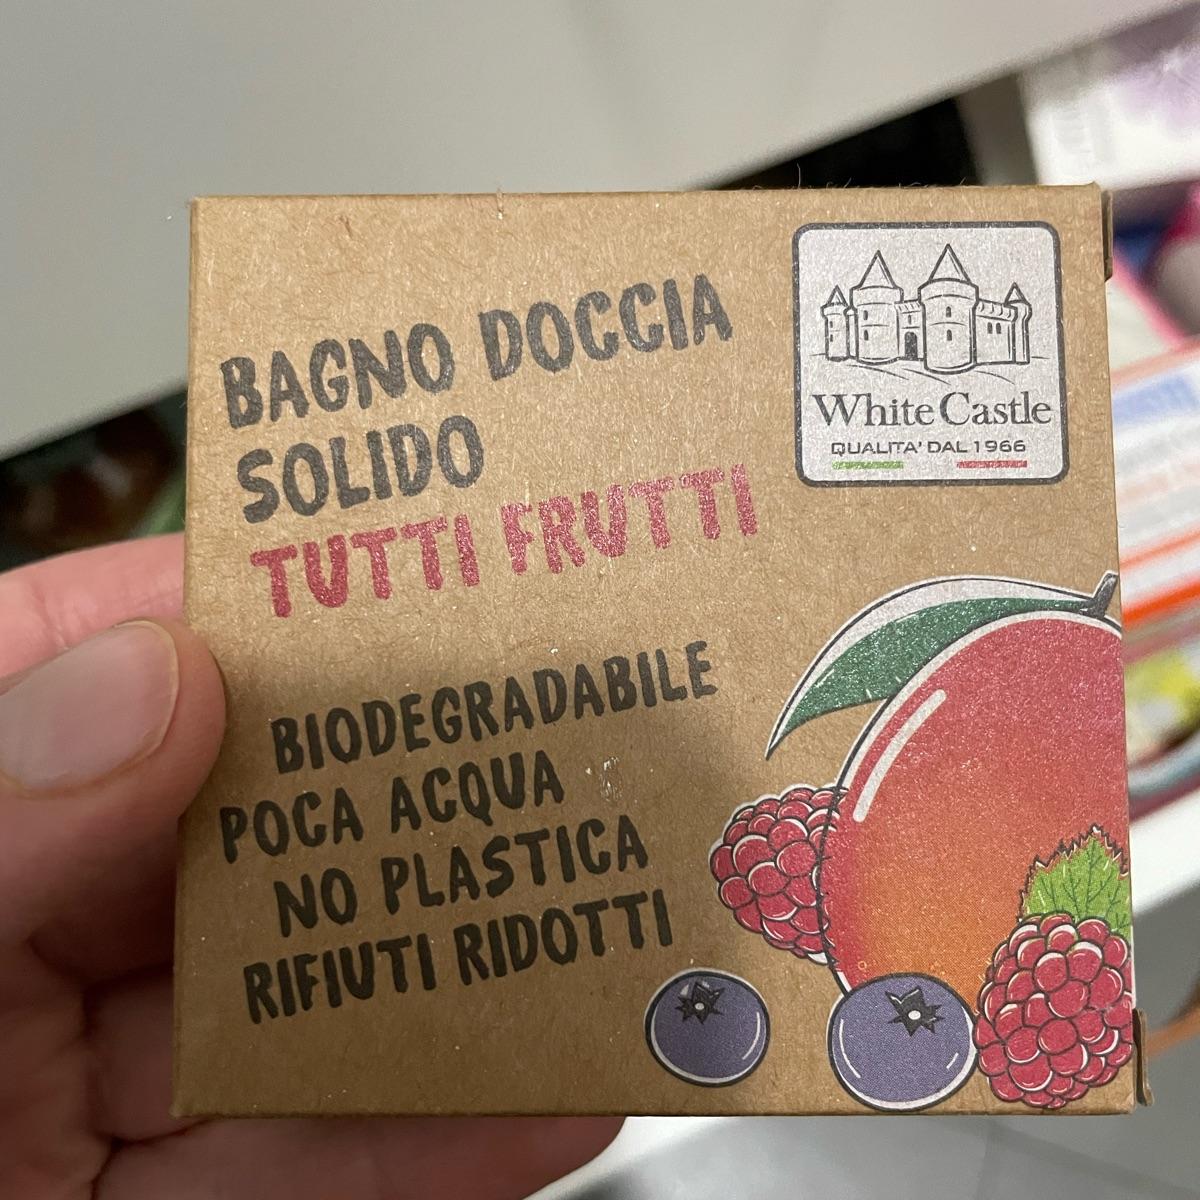 BAGNO DOCCIA
SOLIDO
TUTTI FRUTTI
White Castle
QUALITA' DAL 1966
BIODEGRADABILE
POCA ACQUA
NO PLASTICA
RIFIUTI RIDOTTI